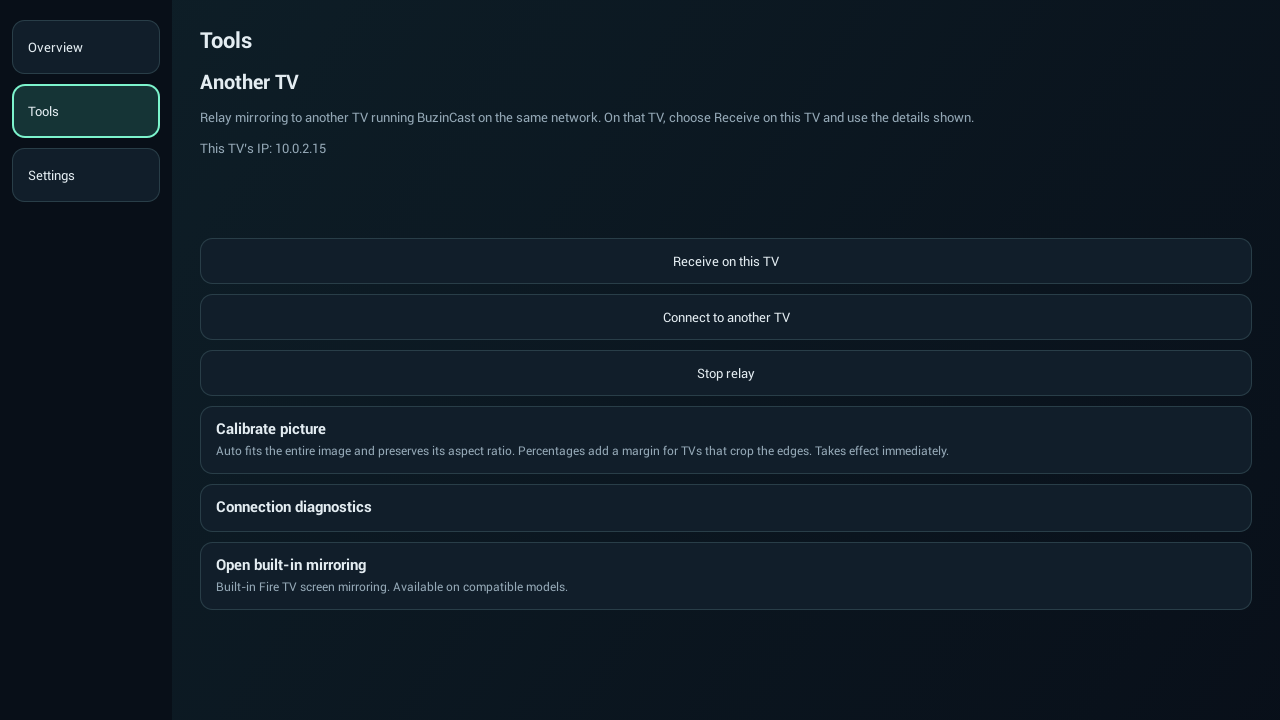 Overview
Tools
Settings
Tools
Another TV
Relay mirroring to another TV running BuzinCast on the same network. On that TV, choose Receive on this TV and use the details shown.
This TV's IP: 10.0.2.15
Receive on this TV
Connect to another TV
Stop relay
Calibrate picture
Auto fits the entire image and preserves its aspect ratio. Percentages add a margin for TVs that crop the edges. Takes effect immediately.
Connection diagnostics
Open built-in mirroring
Built-in Fire TV screen mirroring. Available on compatible models.